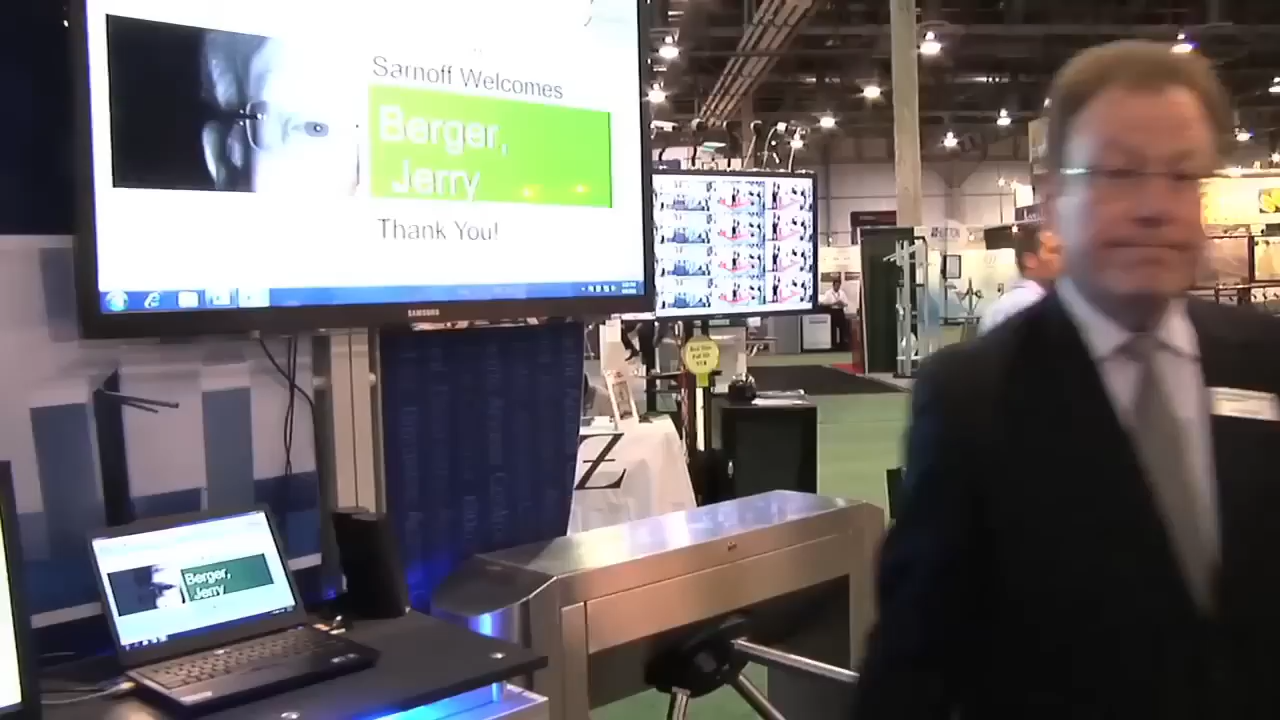 Sarnoff Welcomes
Berger,
Jerry
Thank You!
SAMSUNG
Berger,
Jerry
Z